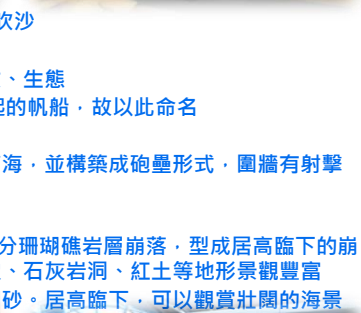 吹沙
、生態
的帆船，故以此命名
海，並構築成砲壘形式，圍牆有射擊
分珊瑚礁岩層崩落，型成居高臨下的崩
、石灰岩洞、紅土等地形景觀豐富
砂。居高臨下，可以觀賞壯闊的海景